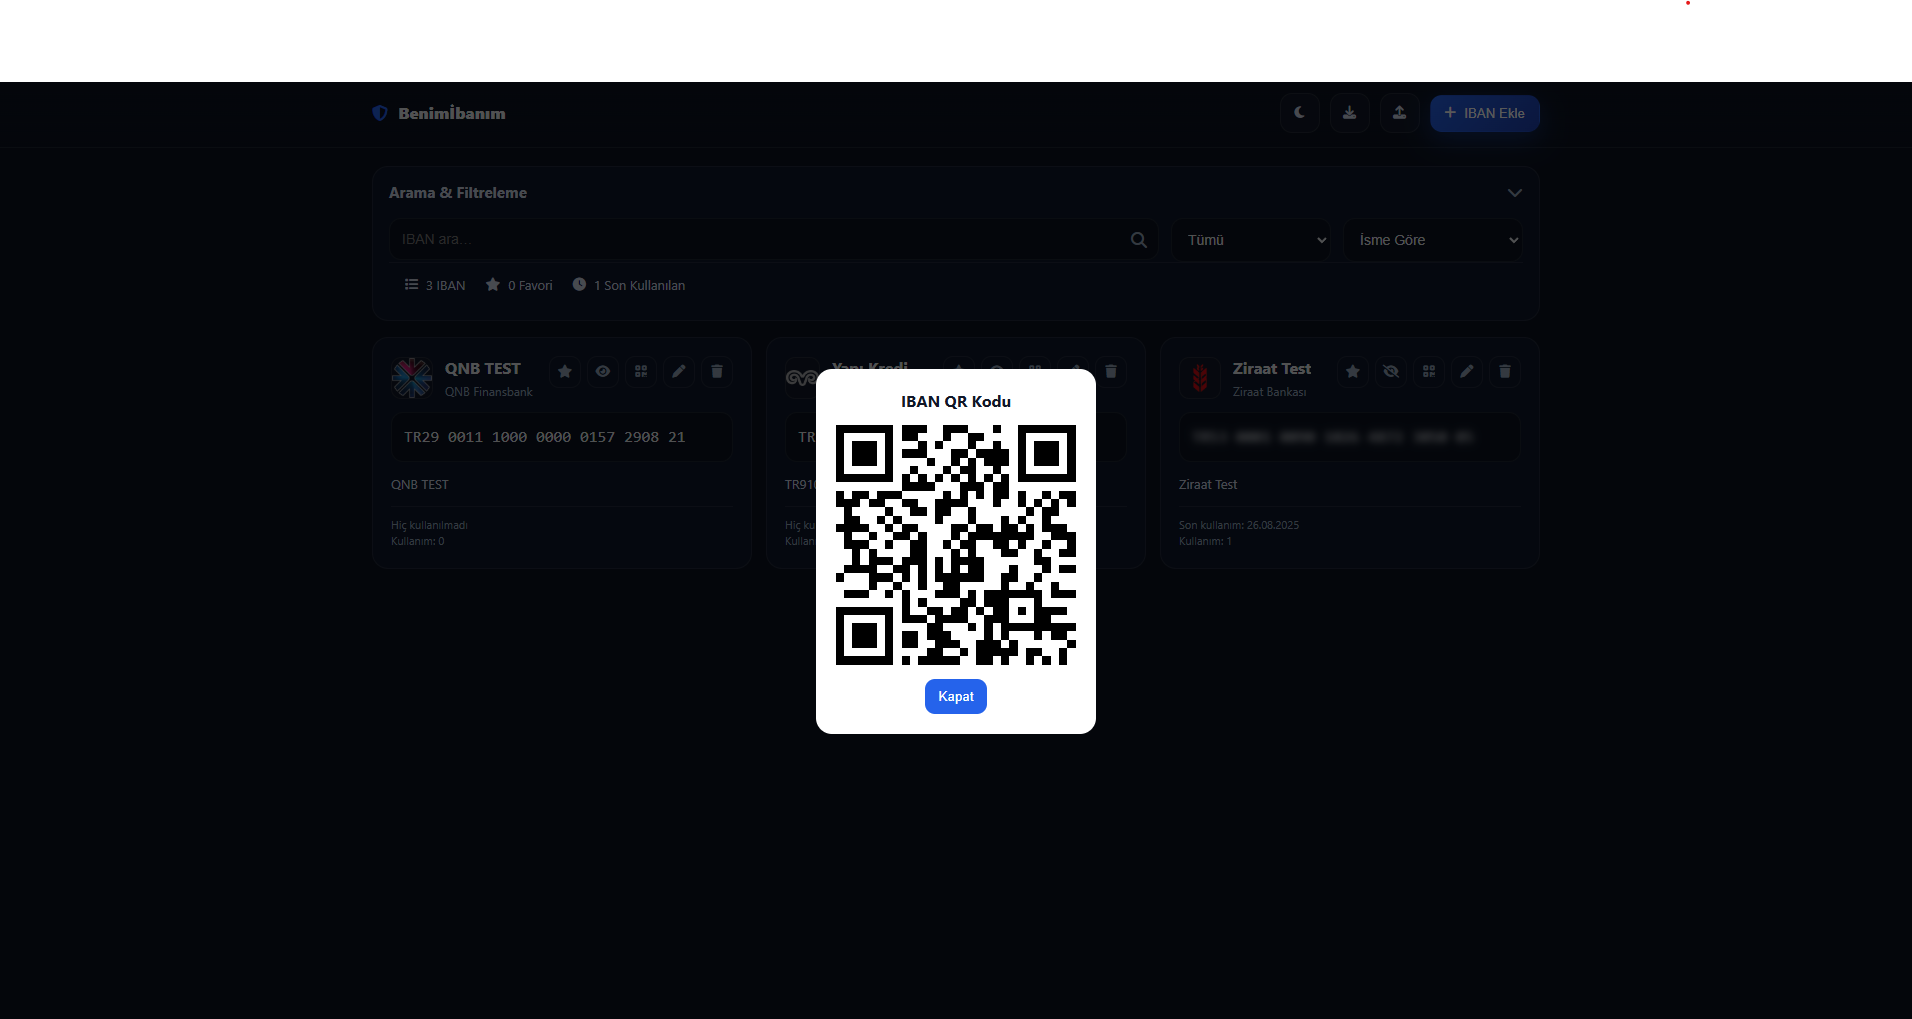 Benimİbanım
IBAN Ekle
Arama & Filtreleme
IBAN ara...
Tümü
İsme Göre
3 IBAN
0 Favori
1 Son Kullanılan
QNB TEST
QNB Finansbank
TR29 0011 1000 0000 0157 2908 21
QNB TEST
Hiç kullanılmadı
Kullanım: 0
Yapı Kredi
TR
TR910
Hiç ku
Kullan
Ziraat Test
Ziraat Bankası
Ziraat Test
Son kullanım: 26.08.2025
Kullanım: 1
IBAN QR Kodu
Kapat